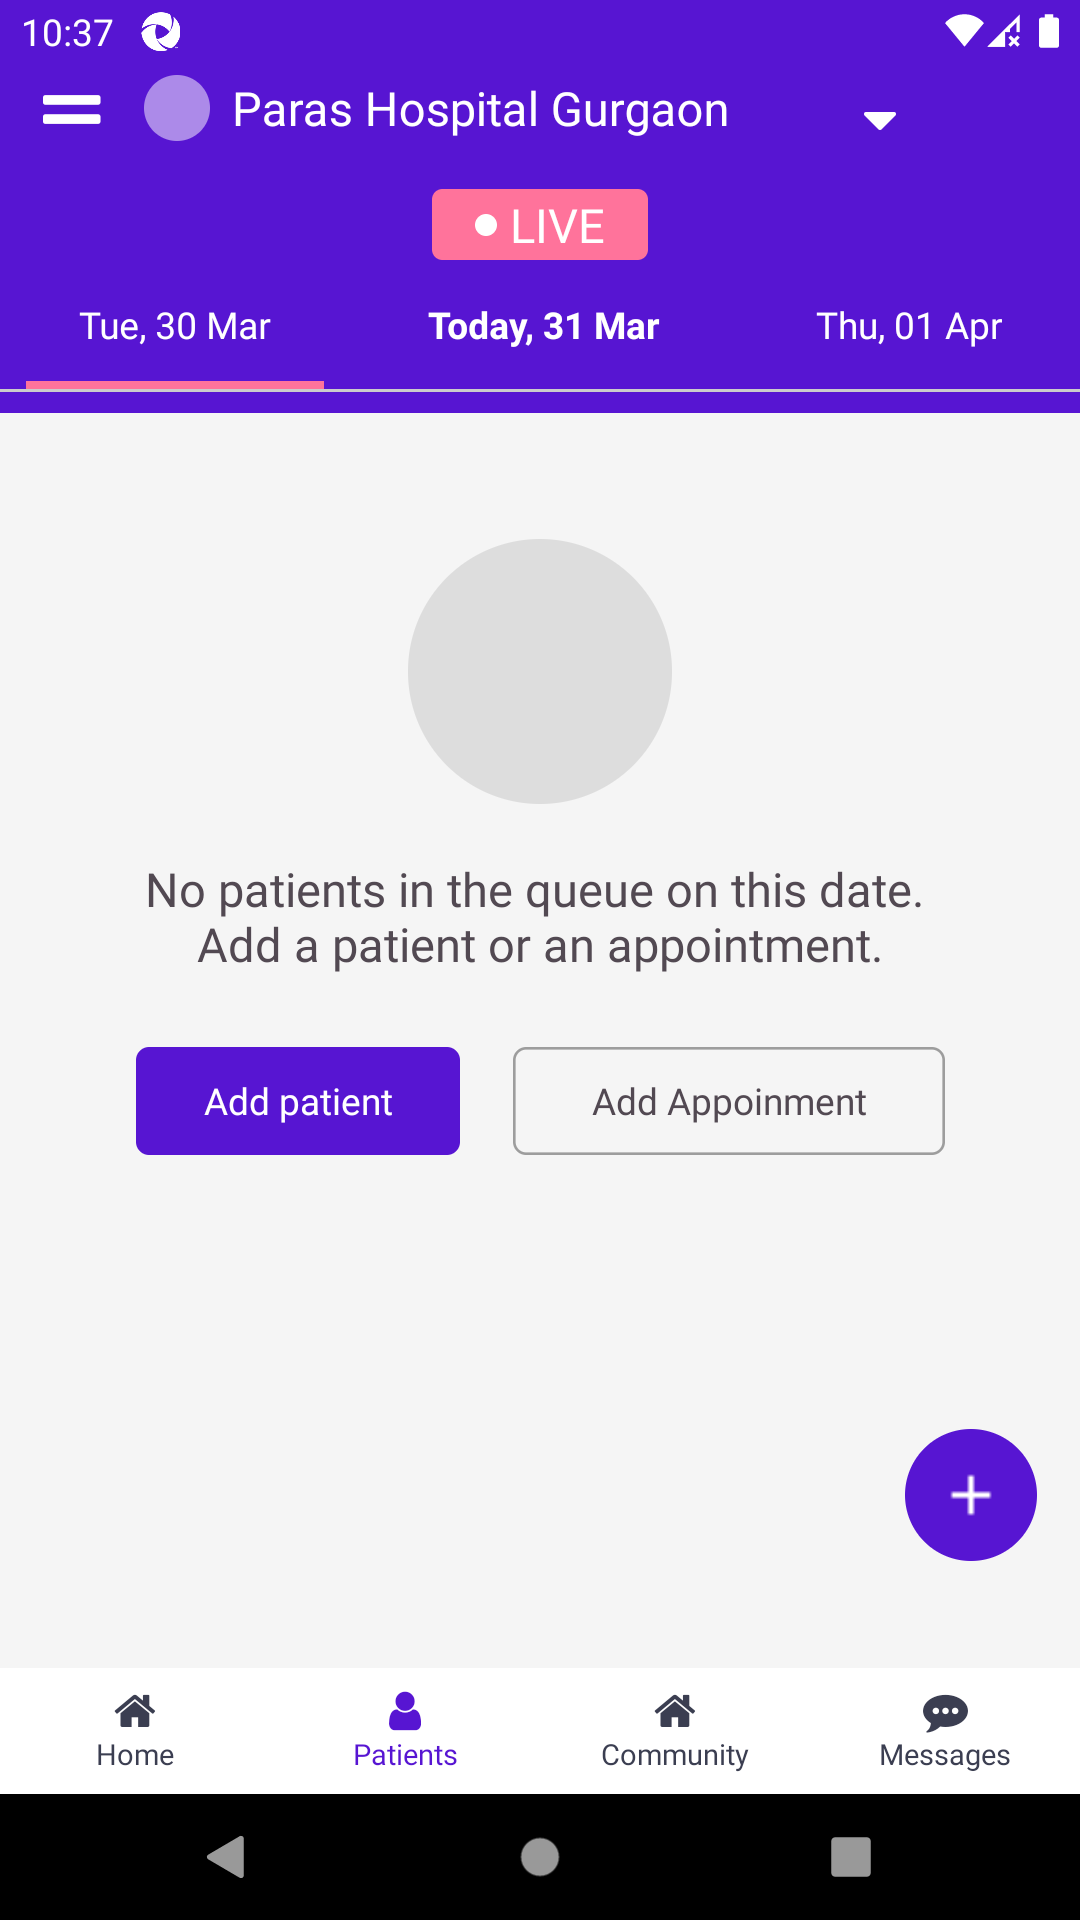 10:37
Paras Hospital Gurgaon
LIVE
Tue, 30 Mar
Today, 31 Mar
Thu, 01 Apr
No patients in the queue on this date.
Add a patient or an appointment.
Add patient
Add Appoinment
Home
Patients
Community
Messages